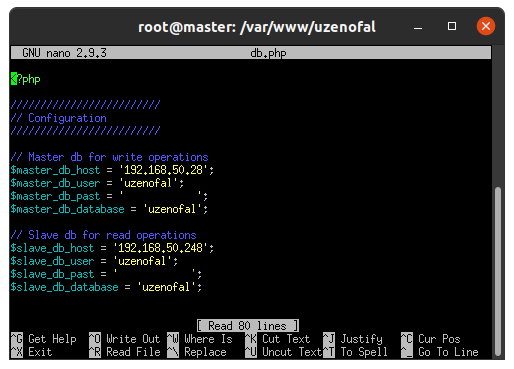 root@master: /var/www/uzenofal
GNU nano 2.9.3 db.php
<?php
/////////////////////////
// Configuration
/////////////////////////
// Master db for write operations
$master_db_host = '192.168.50.28';
$master_db_user = 'uzenofal';
$master_db_past = '            ';
$master_db_database = 'uzenofal';
// Slave db for read operations
$slave_db_host = '192.168.50.248';
$slave_db_user = 'uzenofal';
$slave_db_past = '            ';
$slave_db_database = 'uzenofal';
[ Read 80 lines ]
^G Get Help ^O Write Out ^W Where Is ^K Cut Text ^J Justify ^C Cur Pos
^X Exit ^R Read File ^\ Replace ^U Uncut Text ^T To Spell ^_ Go To Line